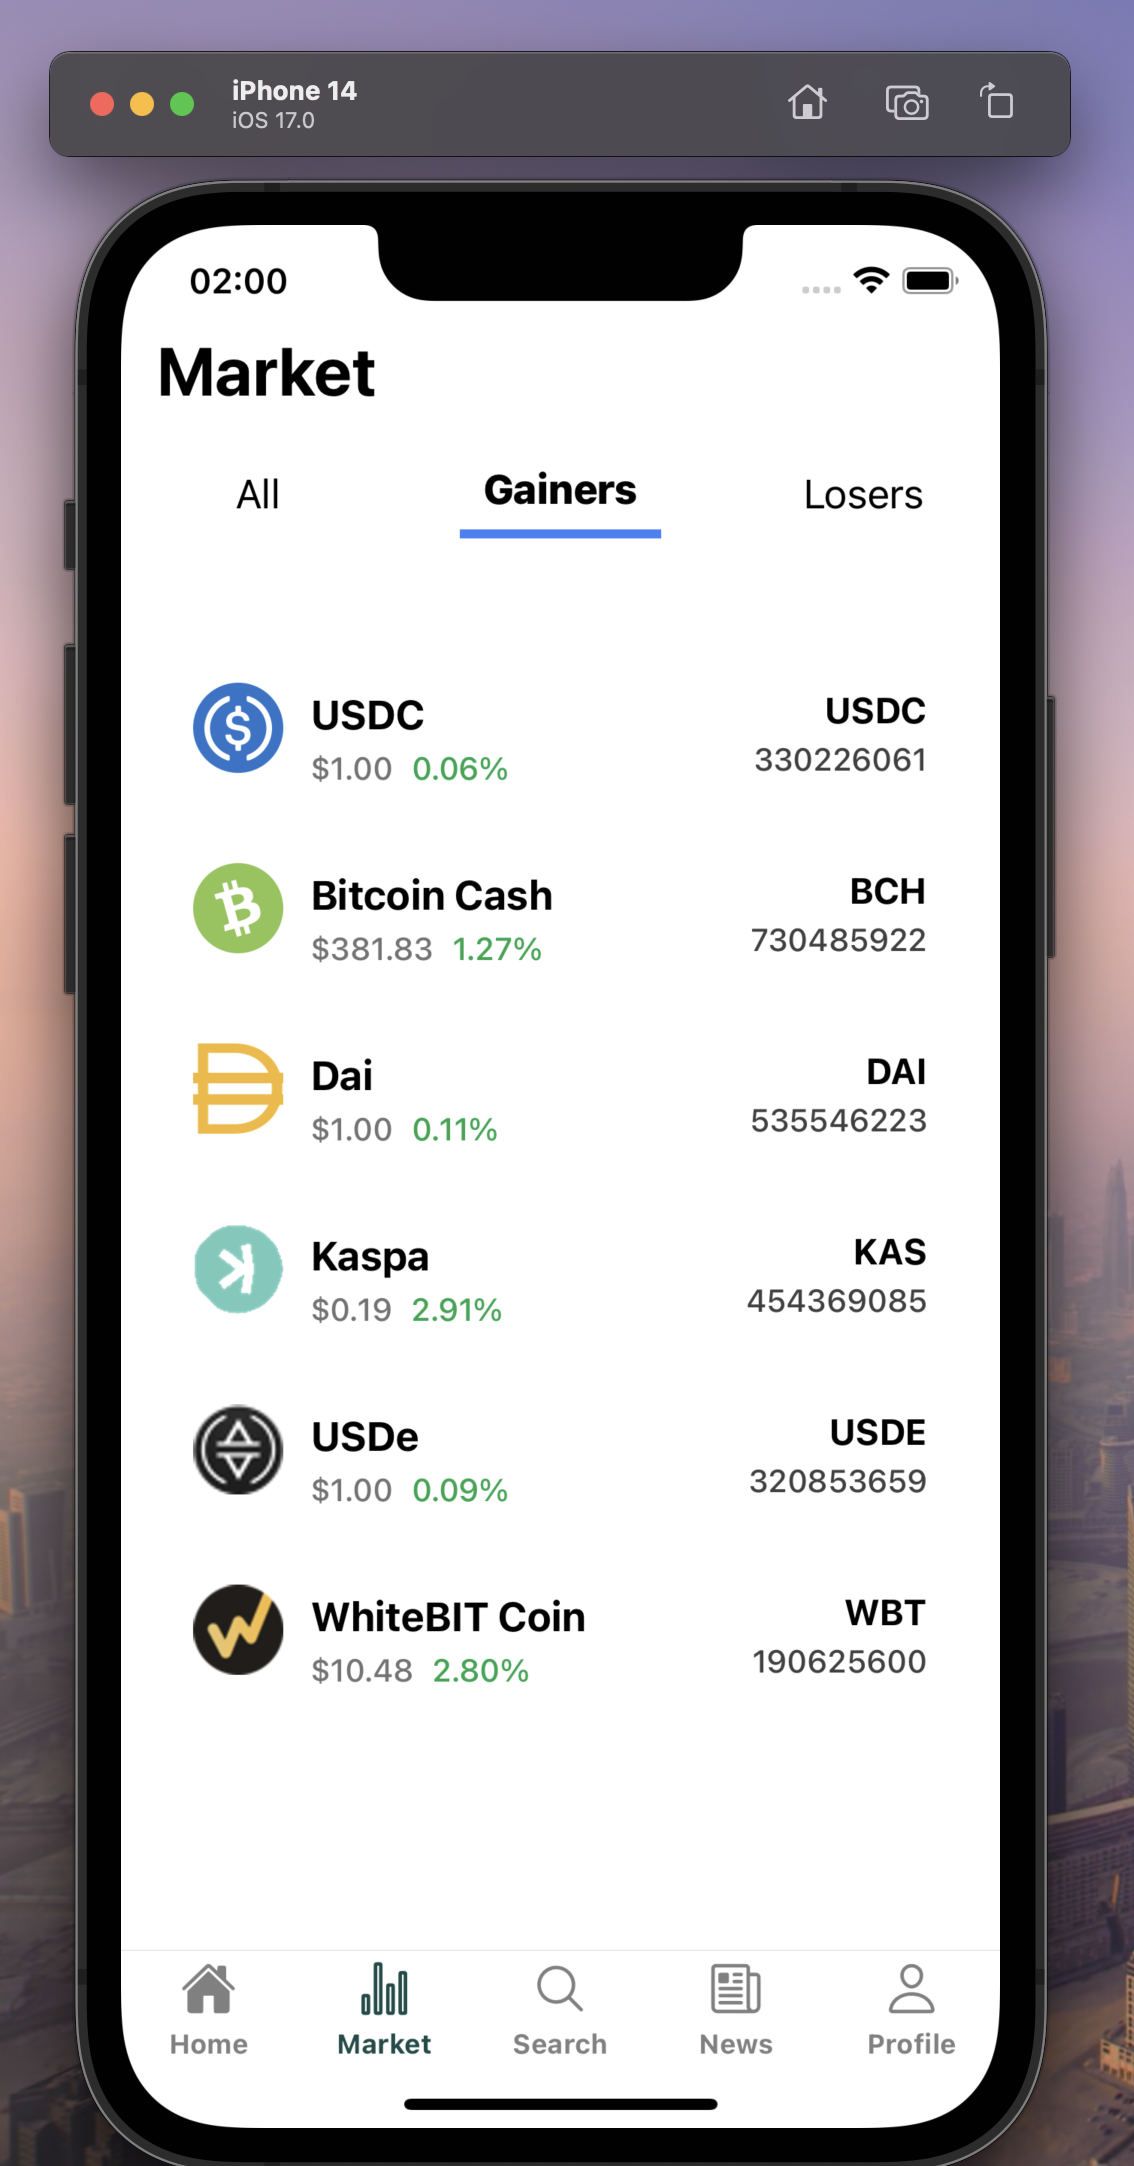 iPhone 14
iOS 17.0
02:00
Market
All Gainers Losers
USDC USDC
$1.00 0.06% 330226061
Bitcoin Cash BCH
$381.83 1.27% 730485922
Dai DAI
$1.00 0.11% 535546223
Kaspa KAS
$0.19 2.91% 454369085
USDe USDE
$1.00 0.09% 320853659
WhiteBIT Coin WBT
$10.48 2.80% 190625600
Home Market Search News Profile